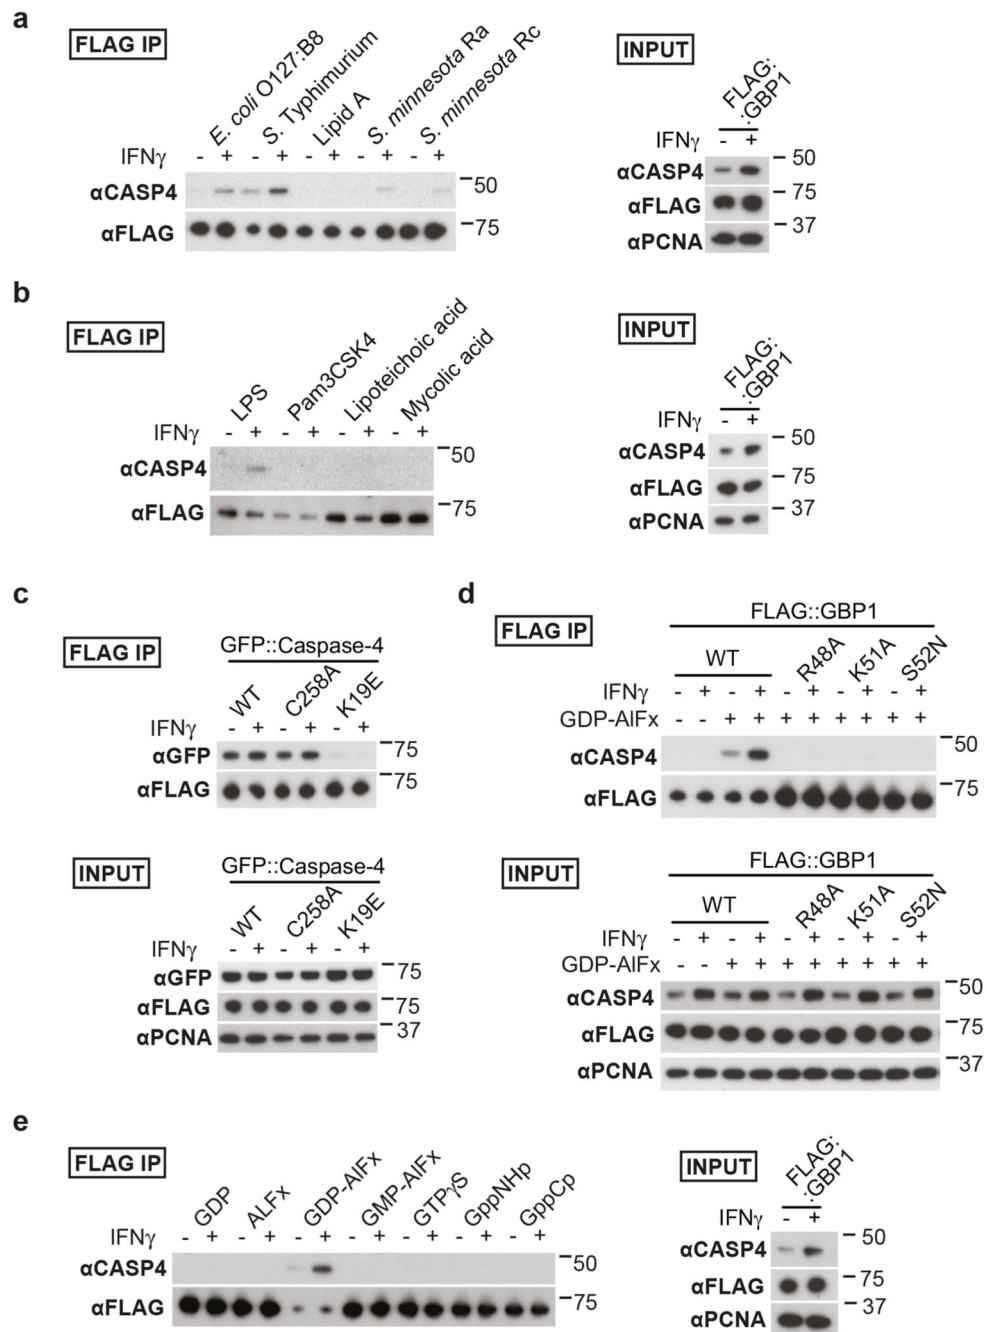 a
FLAG IP
E. coli O127:B8
S. Typhimurium
Lipid A
S. minnesota Ra
S. minnesota Rc
IFNγ - + - + - + - + - +
αCASP4 50
αFLAG 75
INPUT
FLAG:
:GBP1
IFNγ - +
αCASP4 50
αFLAG 75
αPCNA 37
b
FLAG IP
LPS
Pam3CSK4
Lipoteichoic acid
Mycolic acid
IFNγ - + - + - + - +
αCASP4 50
αFLAG 75
INPUT
FLAG:
:GBP1
IFNγ - +
αCASP4 50
αFLAG 75
αPCNA 37
c
FLAG IP
GFP::Caspase-4
WT C258A K19E
IFNγ - + - + - +
αGFP 75
αFLAG 75
INPUT
GFP::Caspase-4
WT C258A K19E
IFNγ - + - + - +
αGFP 75
αFLAG 75
αPCNA 37
d
FLAG IP
FLAG::GBP1
WT R48A K51A S52N
IFNγ - + - + - + - + - +
GDP-AlFx - - + + + + + + + +
αCASP4 50
αFLAG 75
INPUT
FLAG::GBP1
WT R48A K51A S52N
IFNγ - + - + - + - + - +
GDP-AlFx - - + + + + + + + +
αCASP4 50
αFLAG 75
αPCNA 37
e
FLAG IP
GDP
ALFx
GDP-AlFx
GMP-AlFx
GTPγS
GppNHp
GppCp
IFNγ - + - + - + - + - + - + - +
αCASP4 50
αFLAG 75
INPUT
FLAG:
:GBP1
IFNγ - +
αCASP4 50
αFLAG 75
αPCNA 37